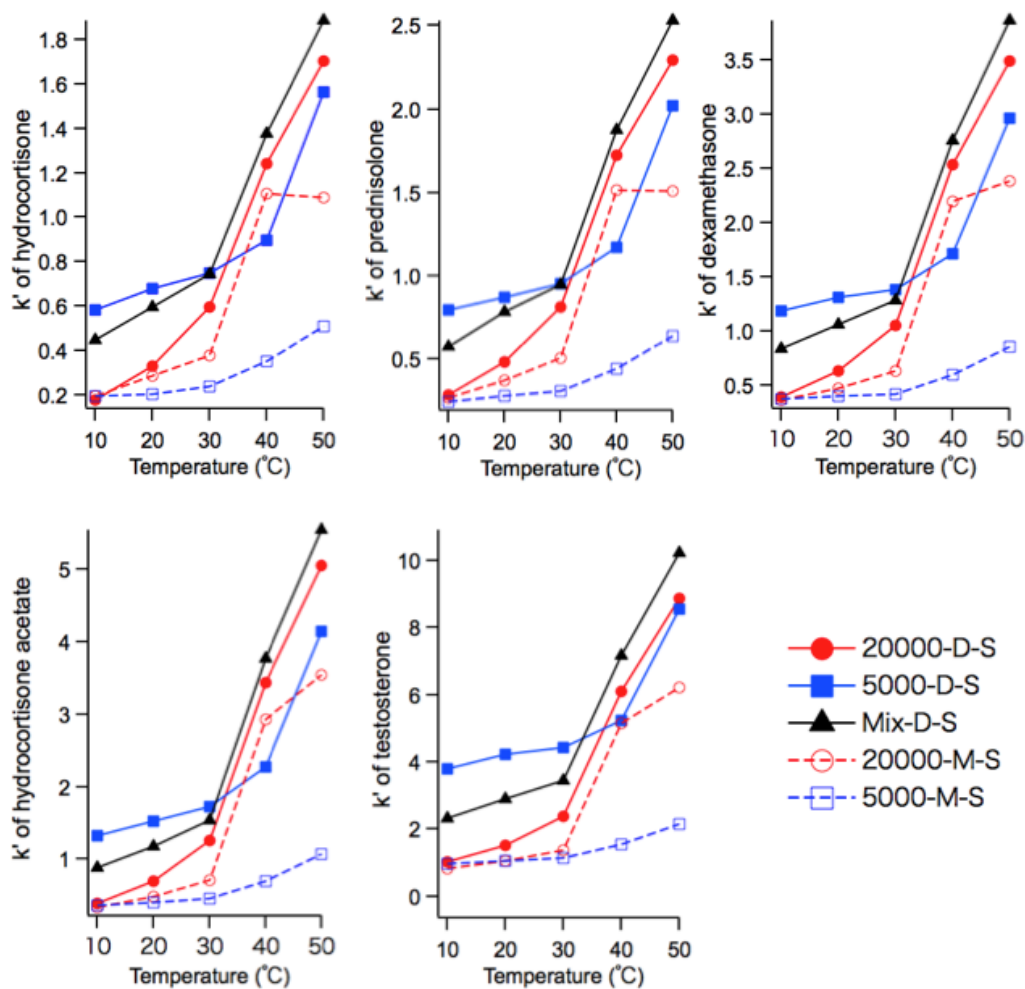 k' of hydrocortisone
1.8
1.6
1.4
1.2
1.0
0.8
0.6
0.4
0.2
10 20 30 40 50
Temperature (°C)
k' of prednisolone
2.5
2.0
1.5
1.0
0.5
10 20 30 40 50
Temperature (°C)
k' of dexamethasone
3.5
3.0
2.5
2.0
1.5
1.0
0.5
10 20 30 40 50
Temperature (°C)
k' of hydrocortisone acetate
5
4
3
2
1
10 20 30 40 50
Temperature (°C)
k' of testosterone
10
8
6
4
2
0
10 20 30 40 50
Temperature (°C)
20000-D-S
5000-D-S
Mix-D-S
20000-M-S
5000-M-S